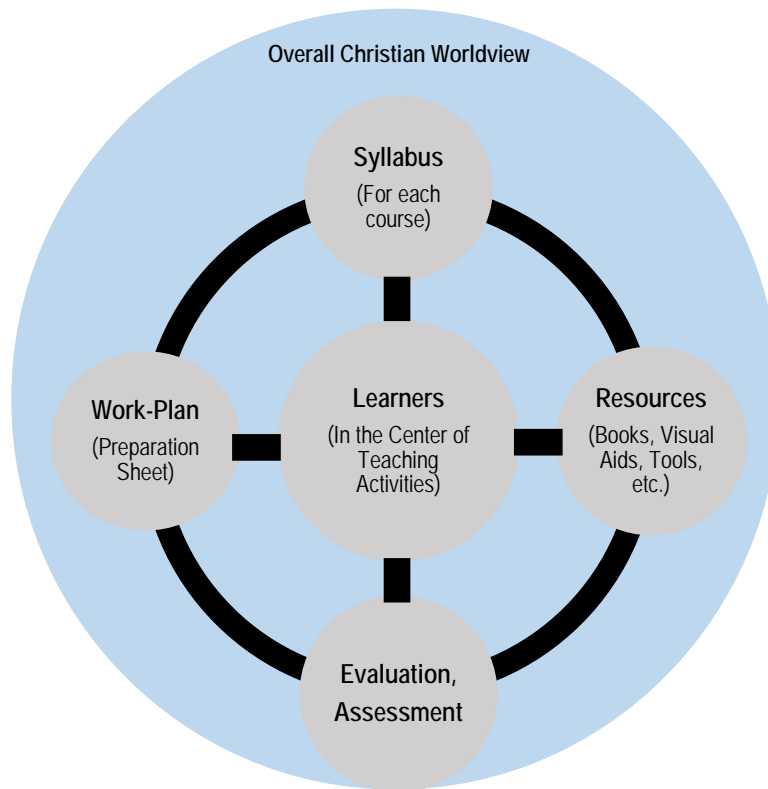 Overall Christian Worldview
Syllabus
(For each
course)
Work-Plan
(Preparation
Sheet)
Learners
(In the Center of
Teaching
Activities)
Resources
(Books, Visual
Aids, Tools,
etc.)
Evaluation,
Assessment